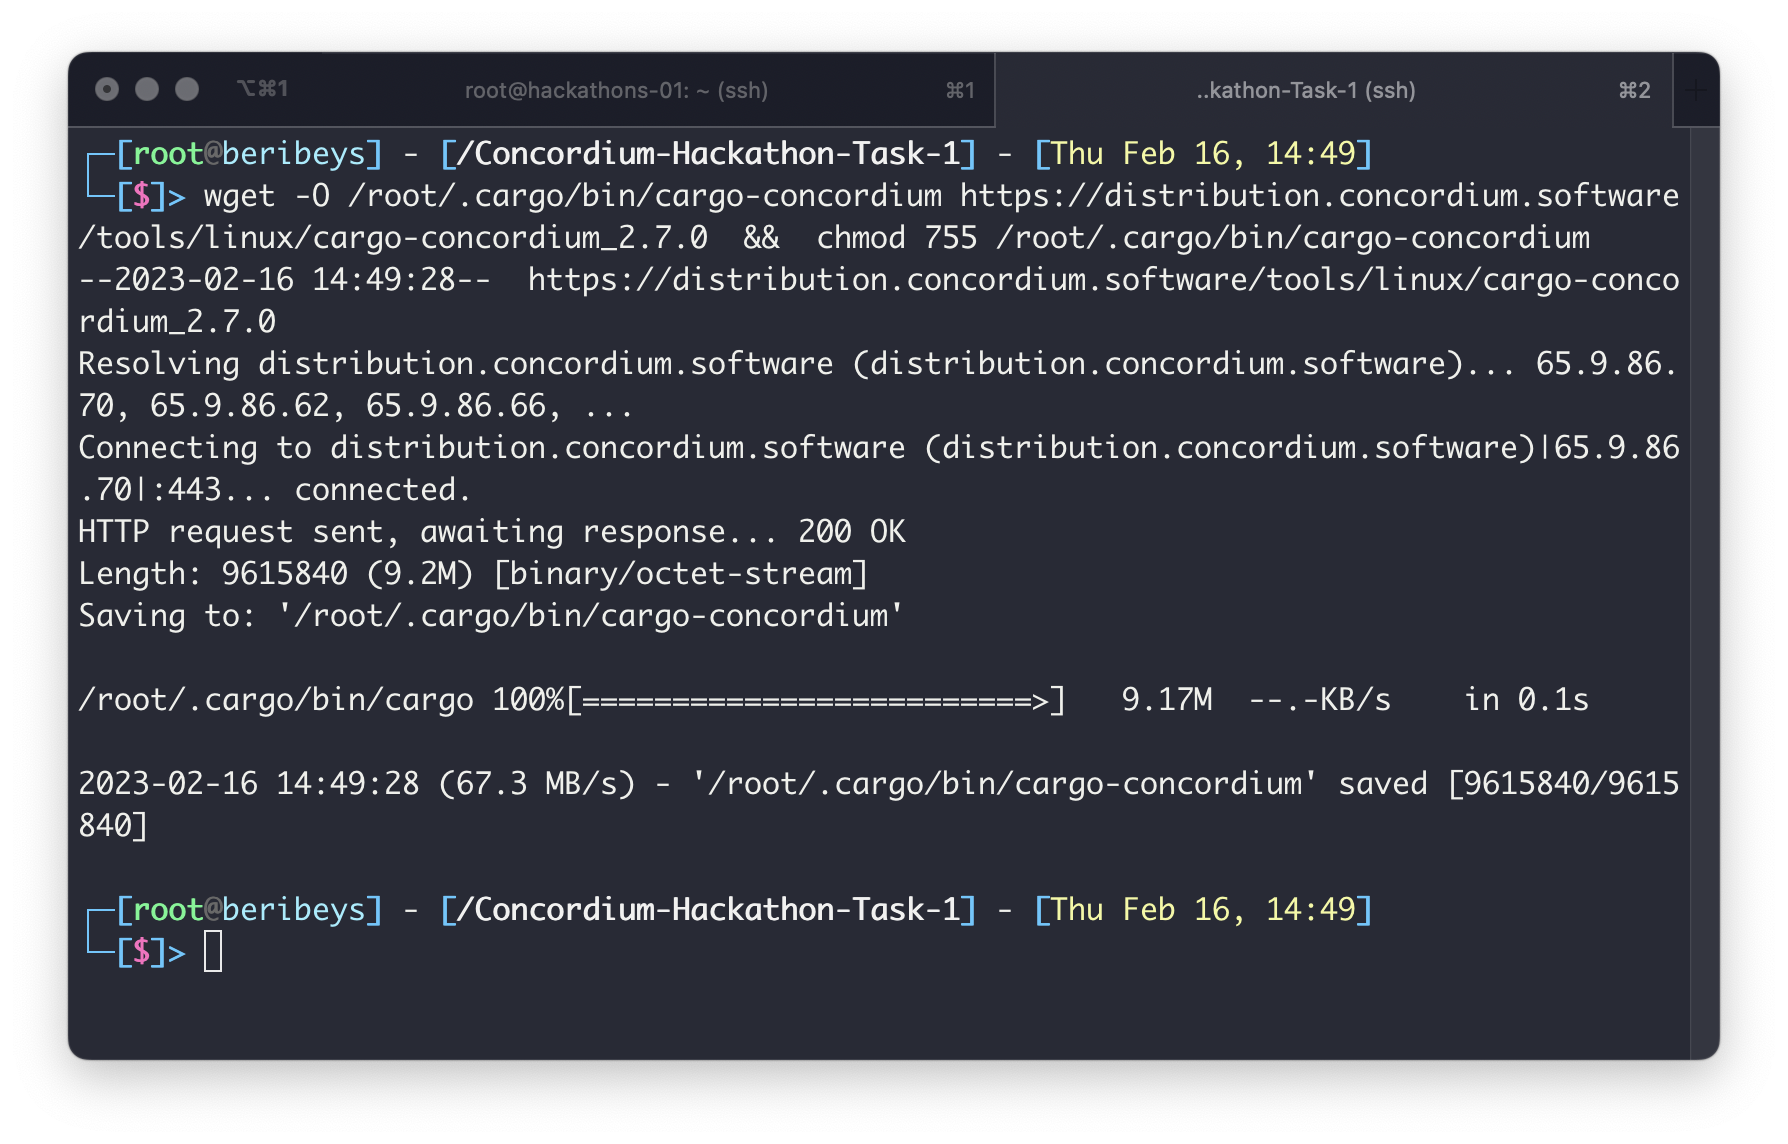 ⌥⌘1 root@hackathons-01: ~ (ssh) ⌘1 ..kathon-Task-1 (ssh) ⌘2 +
┌─[root@beribeys] - [/Concordium-Hackathon-Task-1] - [Thu Feb 16, 14:49]
└─[$]> wget -O /root/.cargo/bin/cargo-concordium https://distribution.concordium.software
/tools/linux/cargo-concordium_2.7.0  &&  chmod 755 /root/.cargo/bin/cargo-concordium
--2023-02-16 14:49:28--  https://distribution.concordium.software/tools/linux/cargo-conco
rdium_2.7.0
Resolving distribution.concordium.software (distribution.concordium.software)... 65.9.86.
70, 65.9.86.62, 65.9.86.66, ...
Connecting to distribution.concordium.software (distribution.concordium.software)|65.9.86
.70|:443... connected.
HTTP request sent, awaiting response... 200 OK
Length: 9615840 (9.2M) [binary/octet-stream]
Saving to: '/root/.cargo/bin/cargo-concordium'

/root/.cargo/bin/cargo 100%[=========================>]   9.17M  --.-KB/s    in 0.1s

2023-02-16 14:49:28 (67.3 MB/s) - '/root/.cargo/bin/cargo-concordium' saved [9615840/9615
840]

┌─[root@beribeys] - [/Concordium-Hackathon-Task-1] - [Thu Feb 16, 14:49]
└─[$]>